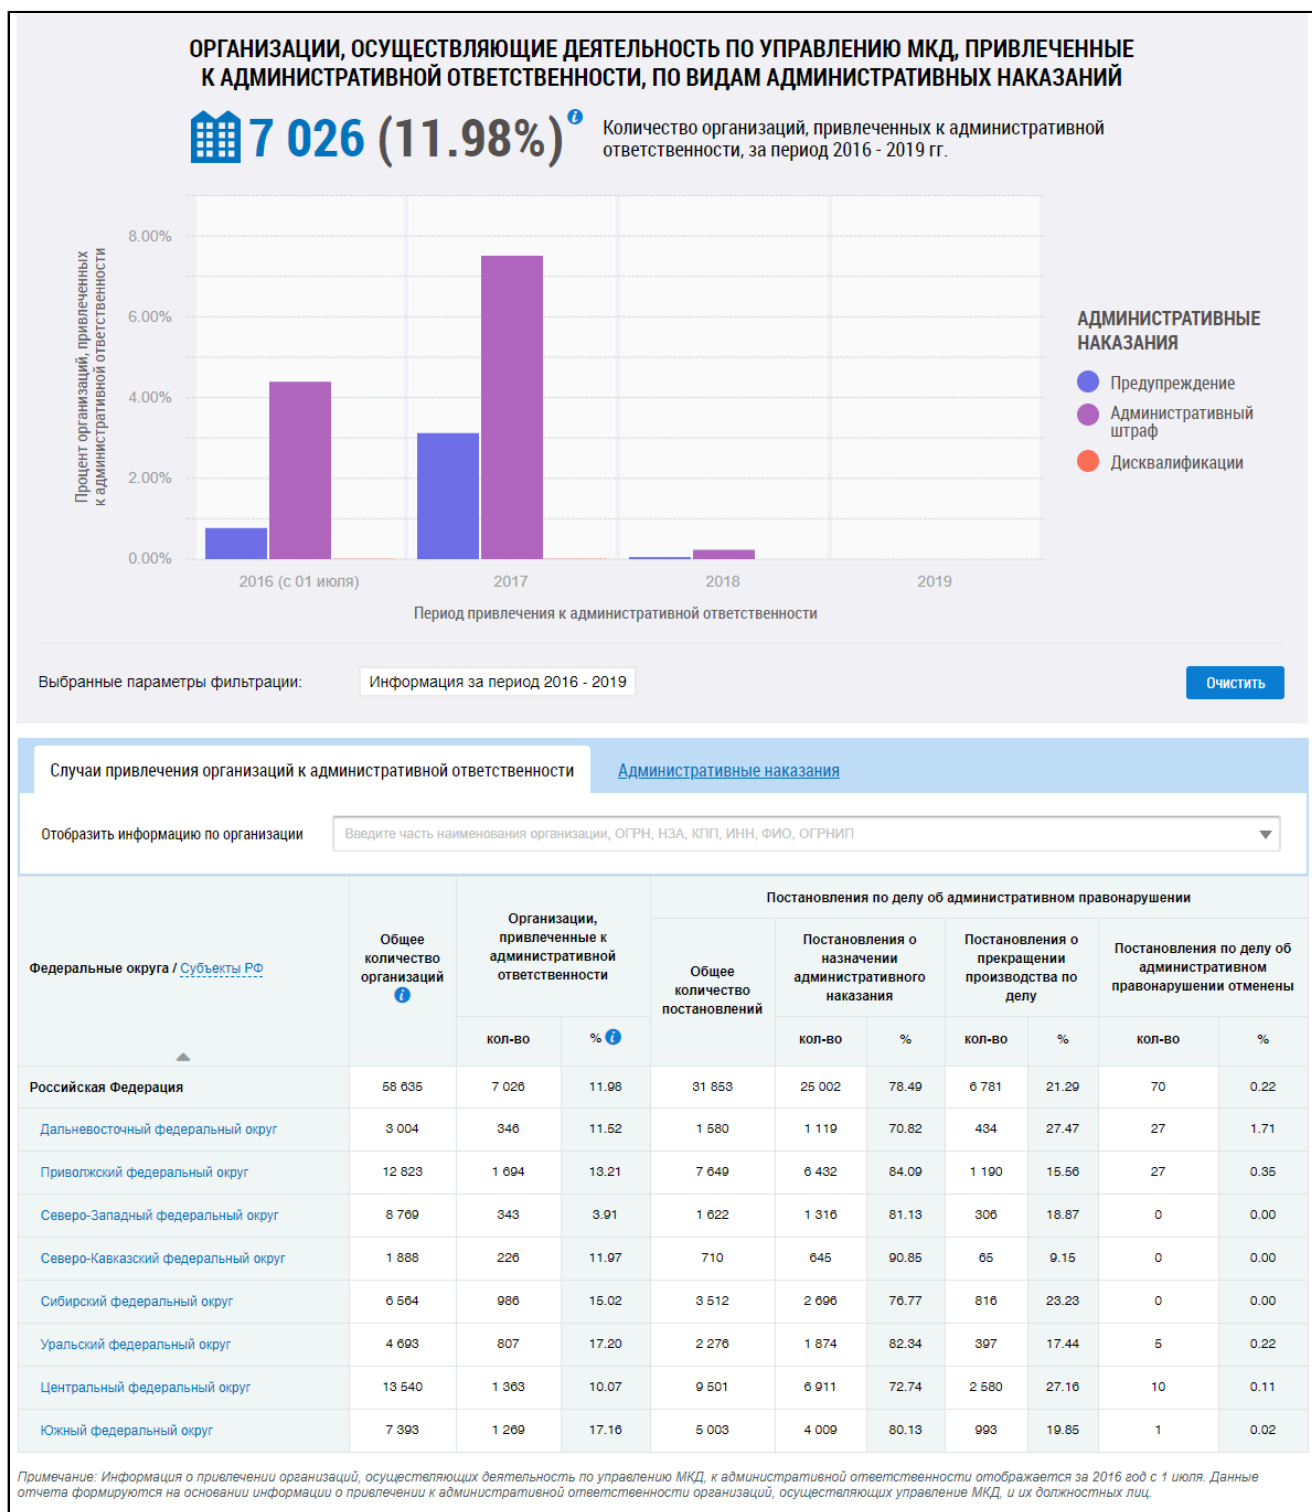 ОРГАНИЗАЦИИ, ОСУЩЕСТВЛЯЮЩИЕ ДЕЯТЕЛЬНОСТЬ ПО УПРАВЛЕНИЮ МКД, ПРИВЛЕЧЕННЫЕ
К АДМИНИСТРАТИВНОЙ ОТВЕТСТВЕННОСТИ, ПО ВИДАМ АДМИНИСТРАТИВНЫХ НАКАЗАНИЙ
7 026 (11.98%) i
Количество организаций, привлеченных к административной
ответственности, за период 2016 - 2019 гг.
Процент организаций, привлеченных
к административной ответственности
8.00%
6.00%
4.00%
2.00%
0.00%
2016 (с 01 июля) 2017 2018 2019
Период привлечения к административной ответственности
АДМИНИСТРАТИВНЫЕ
НАКАЗАНИЯ
Предупреждение
Административный
штраф
Дисквалификации
Выбранные параметры фильтрации: Информация за период 2016 - 2019 Очистить
Случаи привлечения организаций к административной ответственности Административные наказания
Отобразить информацию по организации Введите часть наименования организации, ОГРН, НЗА, КПП, ИНН, ФИО, ОГРНИП
Федеральные округа / Субъекты РФ
Общее
количество
организаций
i
Организации,
привлеченные к
административной
ответственности
Постановления по делу об административном правонарушении
Общее
количество
постановлений
Постановления о
назначении
административного
наказания
Постановления о
прекращении
производства по
делу
Постановления по делу об
административном
правонарушении отменены
кол-во % i кол-во % кол-во % кол-во %
Российская Федерация 58 635 7 026 11.98 31 853 25 002 78.49 6 781 21.29 70 0.22
Дальневосточный федеральный округ 3 004 346 11.52 1 580 1 119 70.82 434 27.47 27 1.71
Приволжский федеральный округ 12 823 1 694 13.21 7 649 6 432 84.09 1 190 15.56 27 0.35
Северо-Западный федеральный округ 8 769 343 3.91 1 622 1 316 81.13 306 18.87 0 0.00
Северо-Кавказский федеральный округ 1 888 226 11.97 710 645 90.85 65 9.15 0 0.00
Сибирский федеральный округ 6 564 986 15.02 3 512 2 696 76.77 816 23.23 0 0.00
Уральский федеральный округ 4 693 807 17.20 2 276 1 874 82.34 397 17.44 5 0.22
Центральный федеральный округ 13 540 1 363 10.07 9 501 6 911 72.74 2 580 27.16 10 0.11
Южный федеральный округ 7 393 1 269 17.16 5 003 4 009 80.13 993 19.85 1 0.02
Примечание: Информация о привлечении организаций, осуществляющих деятельность по управлению МКД, к административной ответственности отображается за 2016 год с 1 июля. Данные
отчета формируются на основании информации о привлечении к административной ответственности организаций, осуществляющих управление МКД, и их должностных лиц.